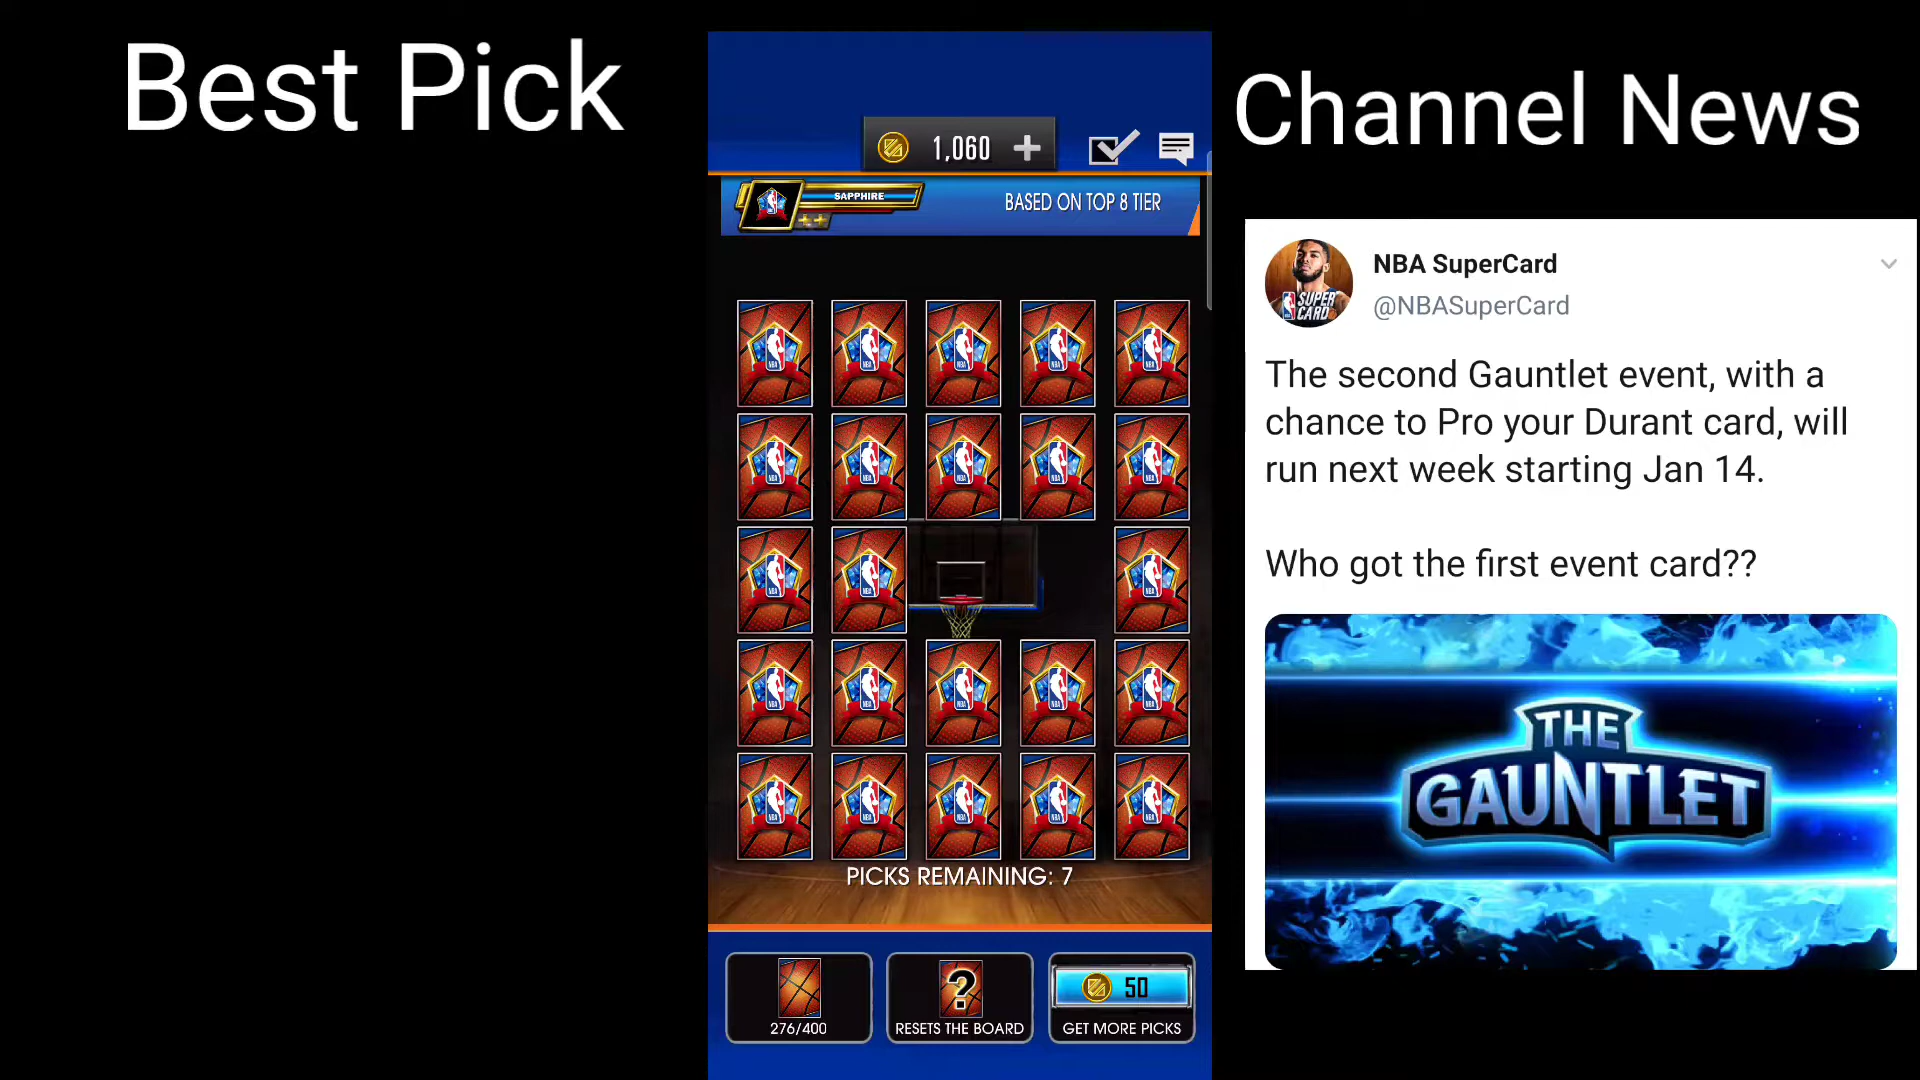 Best Pick
1,060
SAPPHIRE
++
BASED ON TOP 8 TIER
PICKS REMAINING: 7
276/400
?
RESETS THE BOARD
50
GET MORE PICKS
Channel News
SUPER
CARD
NBA SuperCard
@NBASuperCard
The second Gauntlet event, with a
chance to Pro your Durant card, will
run next week starting Jan 14.
Who got the first event card??
THE
GAUNTLET